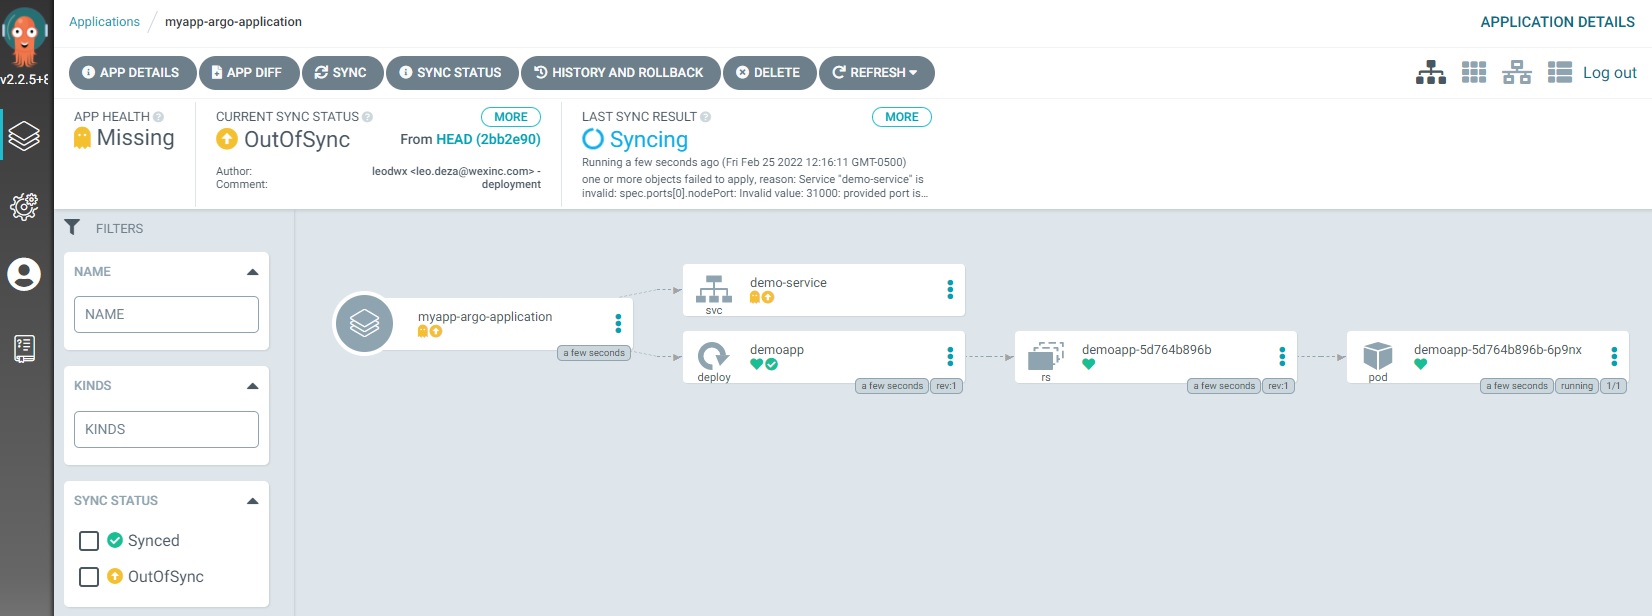 Applications / myapp-argo-application
APPLICATION DETAILS
v2.2.5+8
APP DETAILS
APP DIFF
SYNC
SYNC STATUS
HISTORY AND ROLLBACK
DELETE
REFRESH
Log out
APP HEALTH
Missing
CURRENT SYNC STATUS
MORE
OutOfSync
From HEAD (2bb2e90)
Author:
leodwx <leo.deza@wexinc.com> -
Comment:
deployment
LAST SYNC RESULT
MORE
Syncing
Running a few seconds ago (Fri Feb 25 2022 12:16:11 GMT-0500)
one or more objects failed to apply, reason: Service "demo-service" is
invalid: spec.ports[0].nodePort: Invalid value: 31000: provided port is...
FILTERS
NAME
NAME
KINDS
KINDS
SYNC STATUS
Synced
OutOfSync
myapp-argo-application
a few seconds
demo-service
svc
demoapp
deploy
a few seconds
rev:1
demoapp-5d764b896b
rs
a few seconds
rev:1
demoapp-5d764b896b-6p9nx
pod
a few seconds
running
1/1